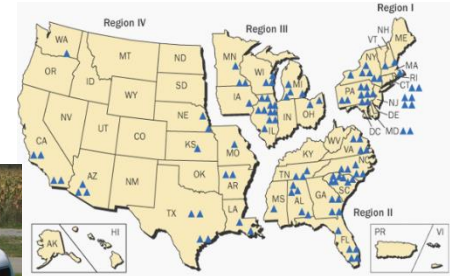 Region I
Region IV
Region III
NH
VT
ME
WA
MT
ND
MN
NY
MA
OR
ID
SD
WI
MI
RI
CT
WY
IA
PA
NJ
NV
NE
IL
IN
OH
DE
UT
CO
DC
MD
CA
KS
MO
WV
VA
KY
NC
AZ
NM
OK
AR
TN
SC
MS
AL
GA
TX
LA
Region II
FL
AK
HI
PR
VI